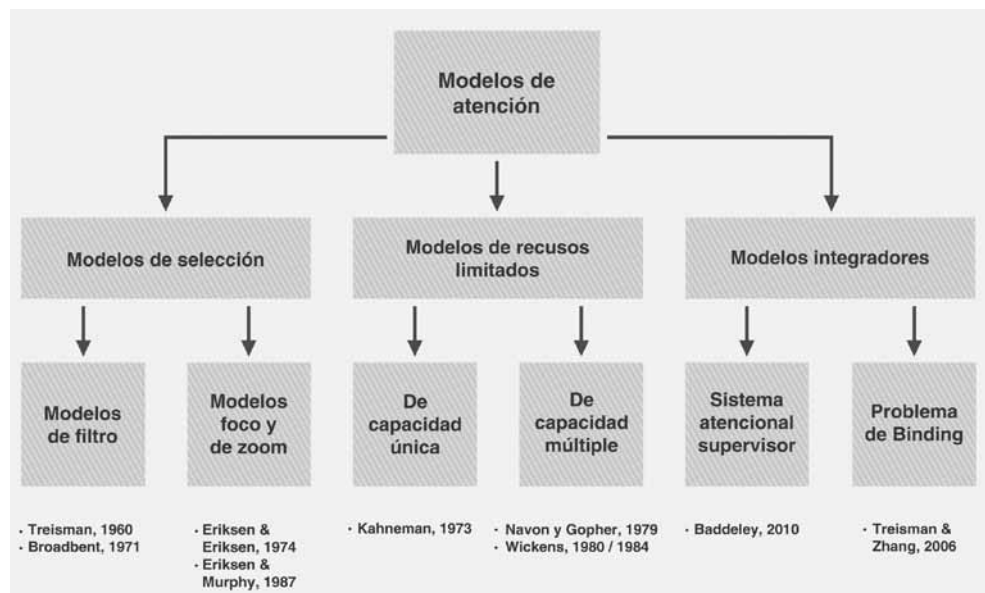 Modelos de
atención
Modelos de selección
Modelos de recusos
limitados
Modelos integradores
Modelos
de filtro
Modelos
foco y
de zoom
De
capacidad
única
De
capacidad
múltiple
Sistema
atencional
supervisor
Problema
de Binding
· Treisman, 1960
· Broadbent, 1971
· Eriksen &
Eriksen, 1974
· Eriksen &
Murphy, 1987
· Kahneman, 1973
· Navon y Gopher, 1979
· Wickens, 1980 / 1984
· Baddeley, 2010
· Treisman &
Zhang, 2006